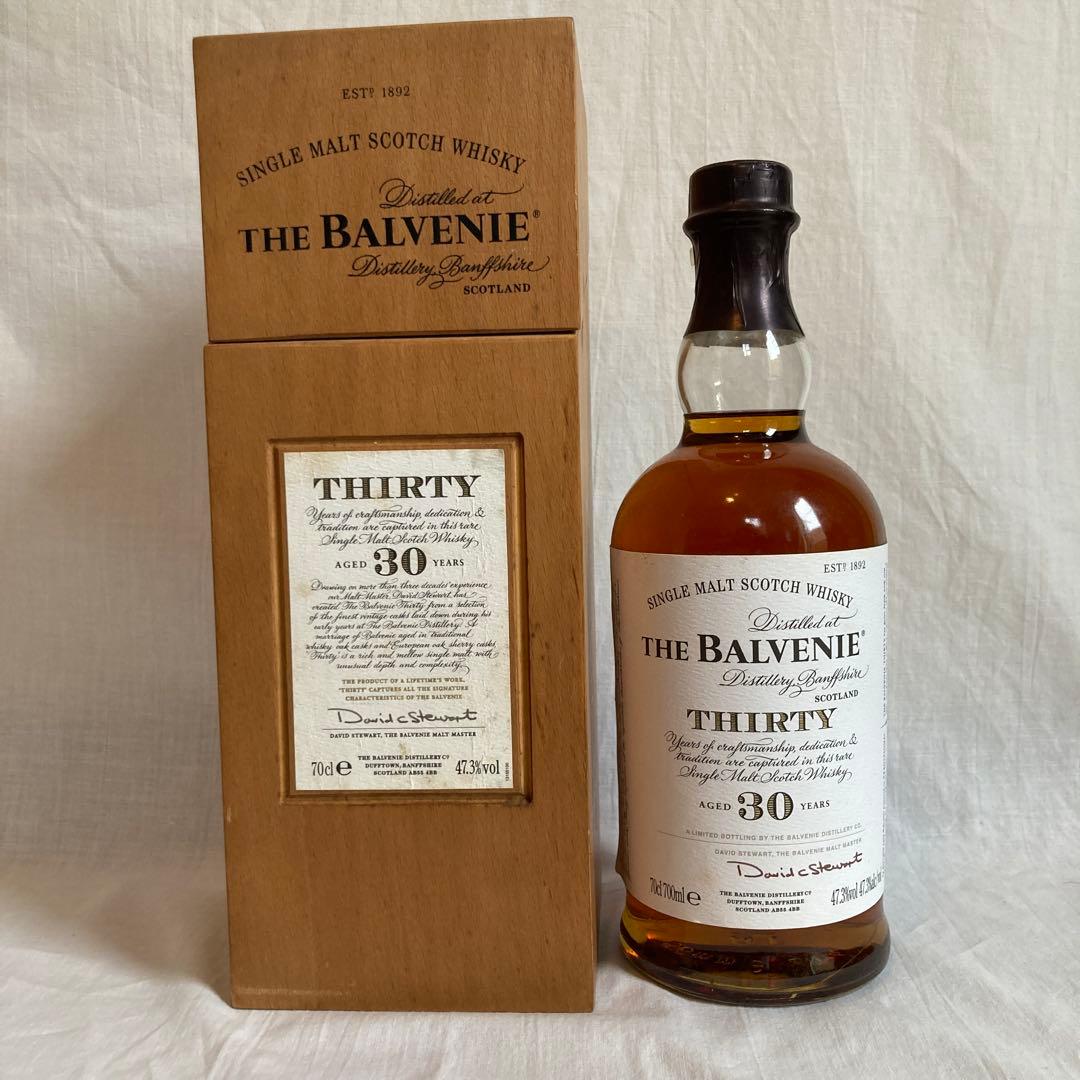 ESTD 1892
SINGLE MALT SCOTCH WHISKY
Distilled at
THE BALVENIE®
Distillery, Banffshire
SCOTLAND
THIRTY
Years of craftsmanship, dedication &
tradition are captured in this rare
Single Malt Scotch Whisky
AGED 30 YEARS
Drawing on more than three decades' experience
our Malt Master, David Stewart, has
created The Balvenie Thirty from a selection
of the finest vintage casks laid down during his
early years at The Balvenie Distillery. A
marriage of Balvenie aged in traditional
whisky oak casks and European oak sherry casks,
'Thirty' is a rich and mellow single malt with
unusual depth and complexity.
THE PRODUCT OF A LIFETIME'S WORK,
'THIRTY' CAPTURES ALL THE SIGNATURE
CHARACTERISTICS OF THE BALVENIE
David C Stewart
DAVID STEWART, THE BALVENIE MALT MASTER
70cl e
THE BALVENIE DISTILLERY Co
DUFFTOWN, BANFFSHIRE
SCOTLAND AB55 4BB
47.3%vol
ESTD 1892
SINGLE MALT SCOTCH WHISKY
Distilled at
THE BALVENIE®
Distillery, Banffshire
SCOTLAND
THIRTY
Years of craftsmanship, dedication &
tradition are captured in this rare
Single Malt Scotch Whisky
AGED 30 YEARS
A LIMITED BOTTLING BY THE BALVENIE DISTILLERY CO.
DAVID STEWART, THE BALVENIE MALT MASTER
David C Stewart
70cl 700ml e
THE BALVENIE DISTILLERY Co
DUFFTOWN, BANFFSHIRE
SCOTLAND AB55 4BB
47.3%vol 47.3%alc/vol